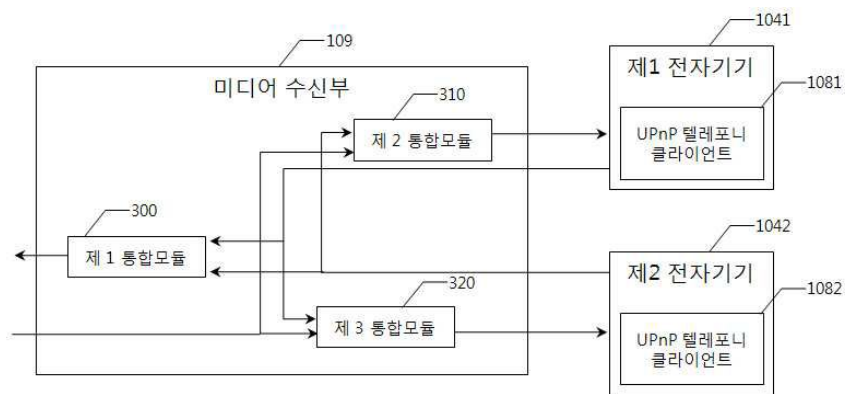 109
미디어 수신부
310
제 2 통합모듈
300
제 1 통합모듈
320
제 3 통합모듈
1041
제1 전자기기
1081
UPnP 텔레포니
클라이언트
1042
제2 전자기기
1082
UPnP 텔레포니
클라이언트